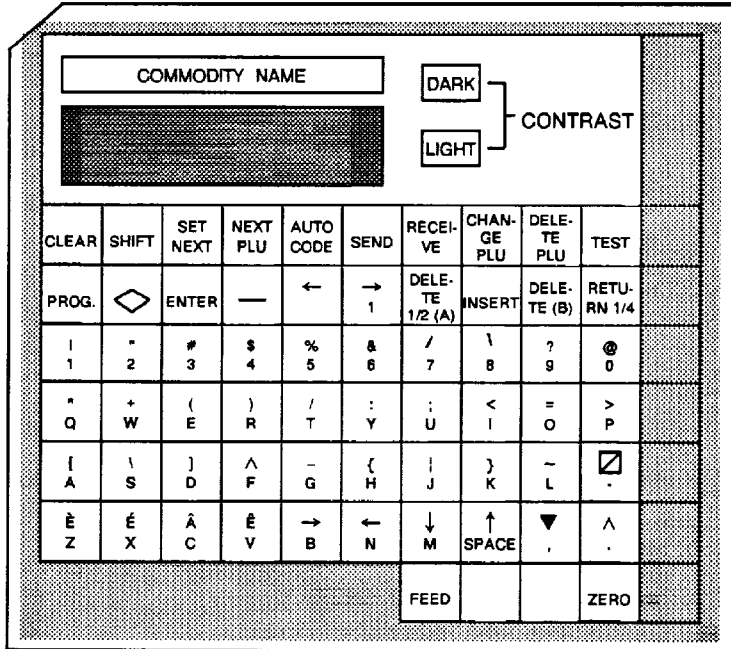 COMMODITY NAME
DARK
LIGHT
CONTRAST
CLEAR SHIFT SET NEXT NEXT PLU AUTO CODE SEND RECEI-VE CHAN-GE PLU DELE-TE PLU TEST
PROG. ◇ ENTER — ← → 1 DELE-TE 1/2 (A) INSERT DELE-TE (B) RETU-RN 1/4
| " # $ % & / \ ? @
1 2 3 4 5 6 7 8 9 0
* + ( ) / : ; < = >
Q W E R T Y U I O P
[ \ ] ^ – { ¦ } ~
A S D F G H J K L .
È É Â Ê → ← ↓ ↑ ▼ ^
Z X C V B N M SPACE , .
FEED ZERO